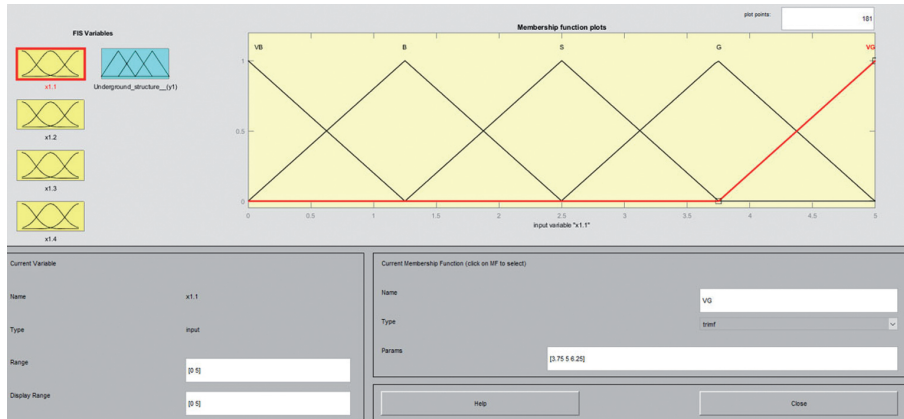 plot points:
181
FIS Variables
Membership function plots
VB B S G VG
x1.1
Underground_structure__(y1)
x1.2
x1.3
x1.4
1
0.5
0
0 0.5 1 1.5 2 2.5 3 3.5 4 4.5 5
input variable "x1.1"
Current Variable
Name x1.1
Type input
Range [0 5]
Display Range [0 5]
Current Membership Function (click on MF to select)
Name VG
Type trimf
Params [3.75 5 6.25]
Help Close